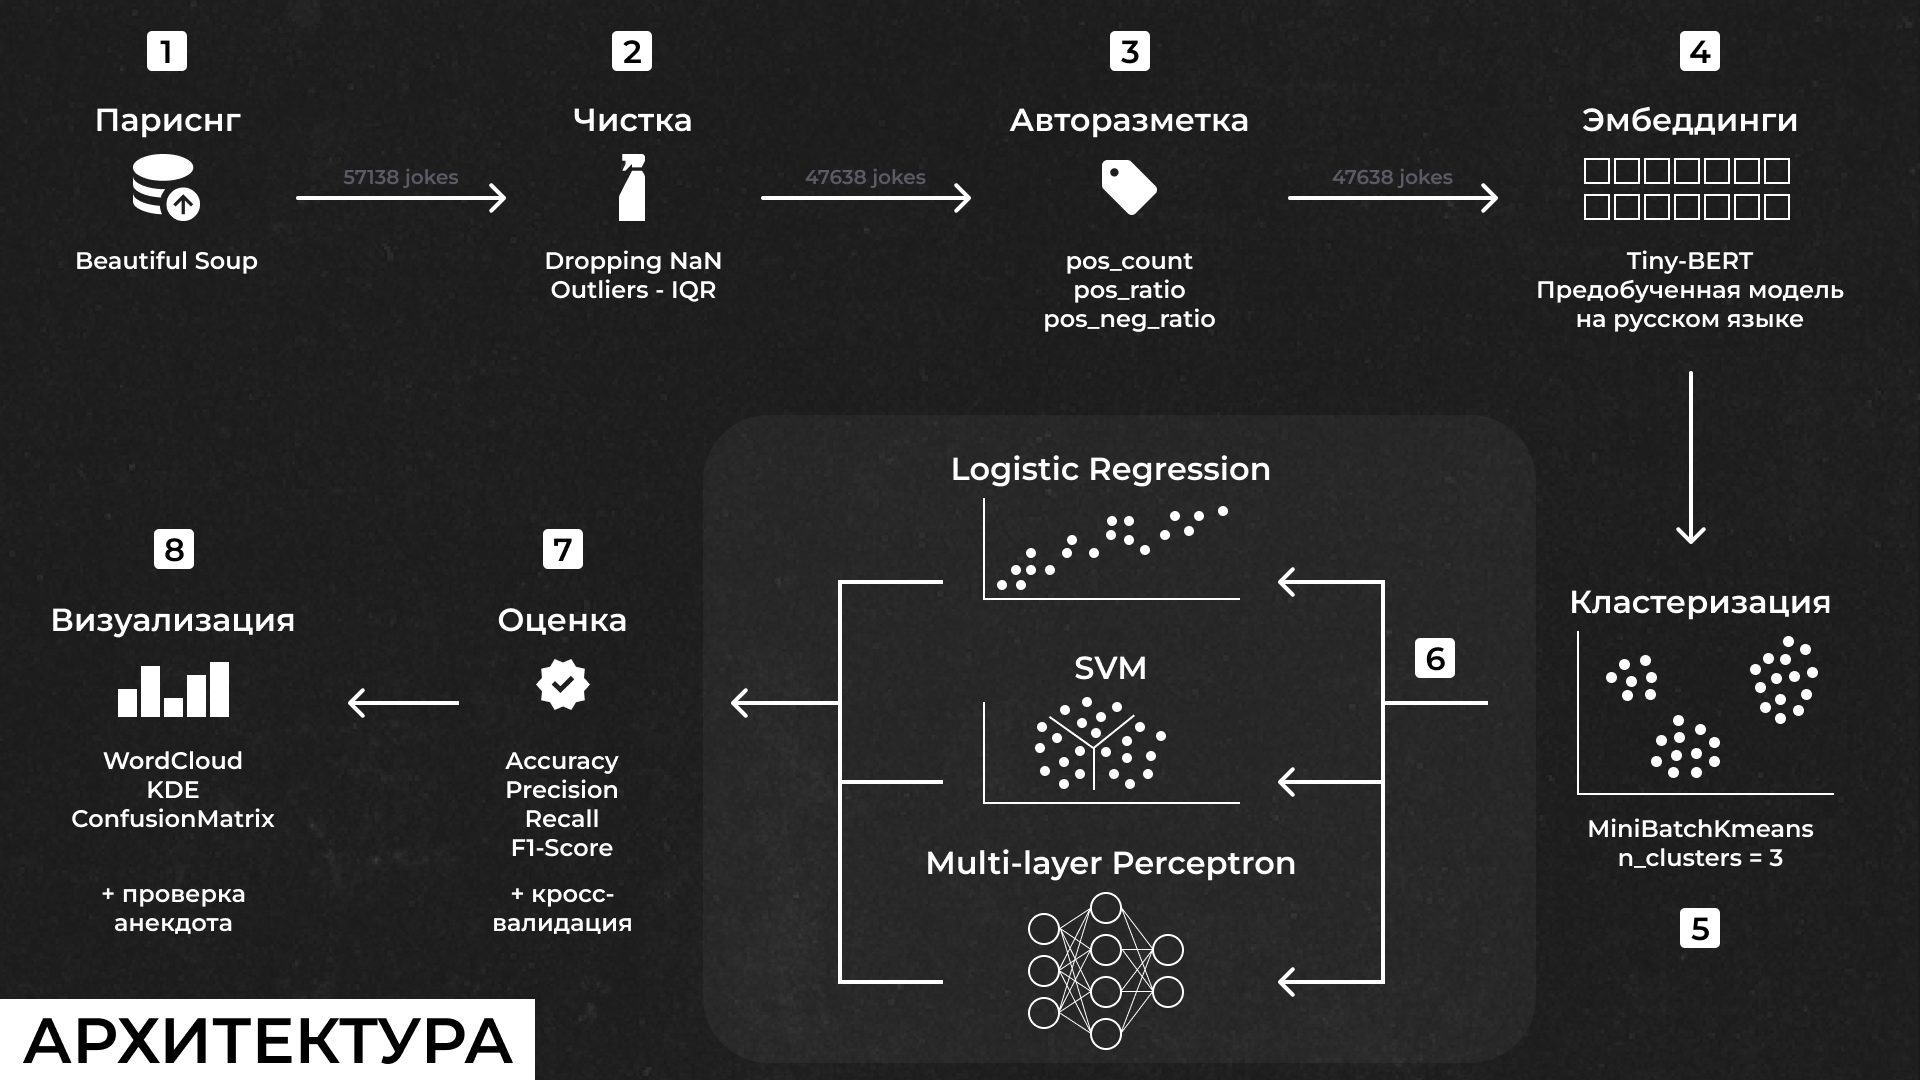 1
Париснг
Beautiful Soup
57138 jokes
2
Чистка
Dropping NaN
Outliers - IQR
47638 jokes
3
Авторазметка
pos_count
pos_ratio
pos_neg_ratio
47638 jokes
4
Эмбеддинги
Tiny-BERT
Предобученная модель
на русском языке
Кластеризация
MiniBatchKmeans
n_clusters = 3
5
6
Logistic Regression
SVM
Multi-layer Perceptron
7
Оценка
Accuracy
Precision
Recall
F1-Score
+ кросс-
валидация
8
Визуализация
WordCloud
KDE
ConfusionMatrix
+ проверка
анекдота
АРХИТЕКТУРА